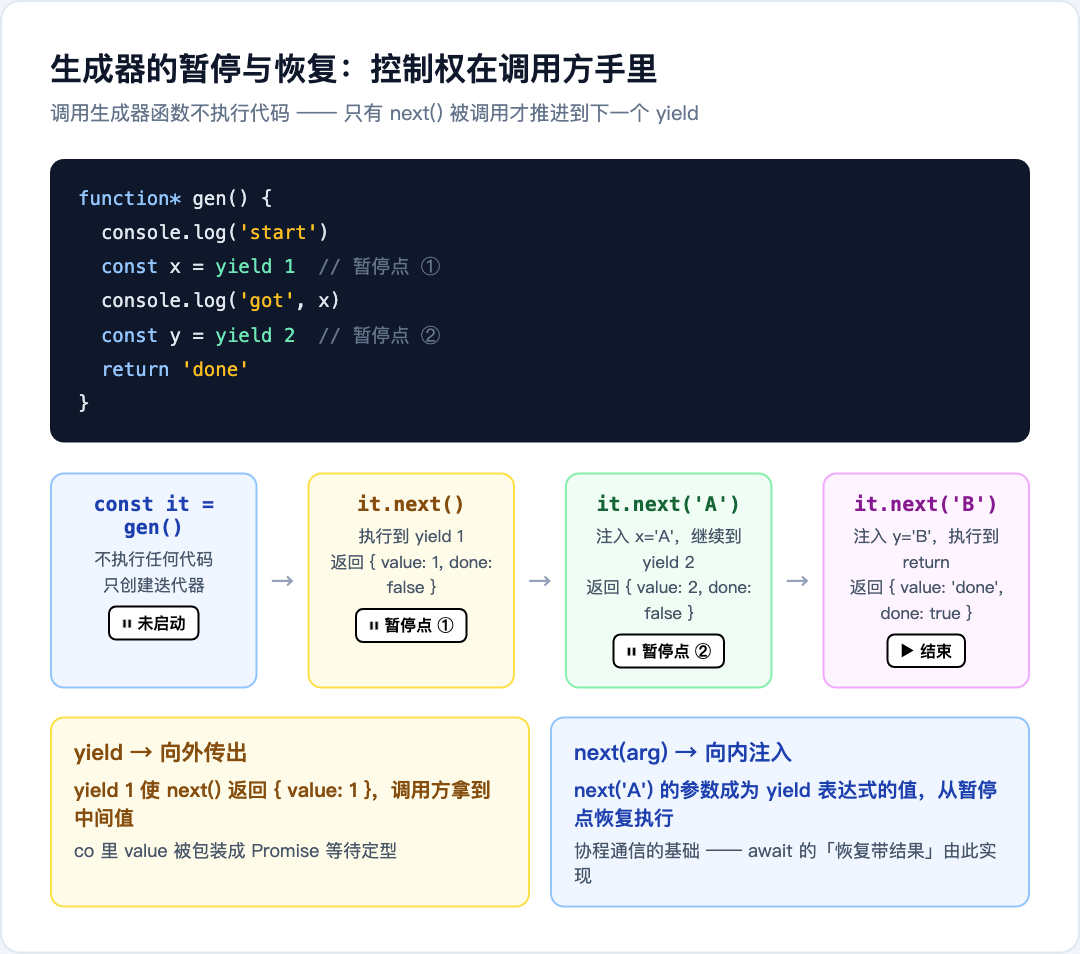 生成器的暂停与恢复：控制权在调用方手里
调用生成器函数不执行代码 —— 只有 next() 被调用才推进到下一个 yield
function* gen() {
console.log('start')
const x = yield 1  // 暂停点 ①
console.log('got', x)
const y = yield 2  // 暂停点 ②
return 'done'
}
const it =
gen()
不执行任何代码
只创建迭代器
⏸ 未启动
→
it.next()
执行到 yield 1
返回 { value: 1, done:
false }
⏸ 暂停点 ①
→
it.next('A')
注入 x='A'，继续到
yield 2
返回 { value: 2, done:
false }
⏸ 暂停点 ②
→
it.next('B')
注入 y='B'，执行到
return
返回 { value: 'done',
done: true }
▶ 结束
yield → 向外传出
yield 1 使 next() 返回 { value: 1 }，调用方拿到
中间值
co 里 value 被包装成 Promise 等待定型
next(arg) → 向内注入
next('A') 的参数成为 yield 表达式的值，从暂停
点恢复执行
协程通信的基础 —— await 的「恢复带结果」由此实
现